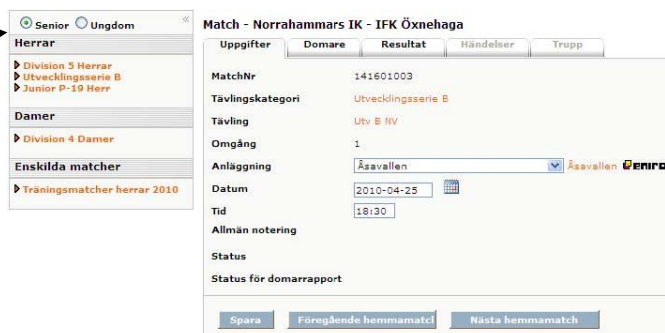 Senior Ungdom «
Herrar
Division 5 Herrar
Utvecklingsserie B
Junior P-19 Herr
Damer
Division 4 Damer
Enskilda matcher
Träningsmatcher herrar 2010
Match - Norrahammars IK - IFK Öxnehaga
Uppgifter Domare Resultat Händelser Trupp
MatchNr 141601003
Tävlingskategori Utvecklingsserie B
Tävling Utv B NV
Omgång 1
Anläggning Åsavallen Åsavallen eniro
Datum 2010-04-25
Tid 18:30
Allmän notering
Status
Status för domarrapport
Spara Föregående hemmamatcl Nästa hemmamatch